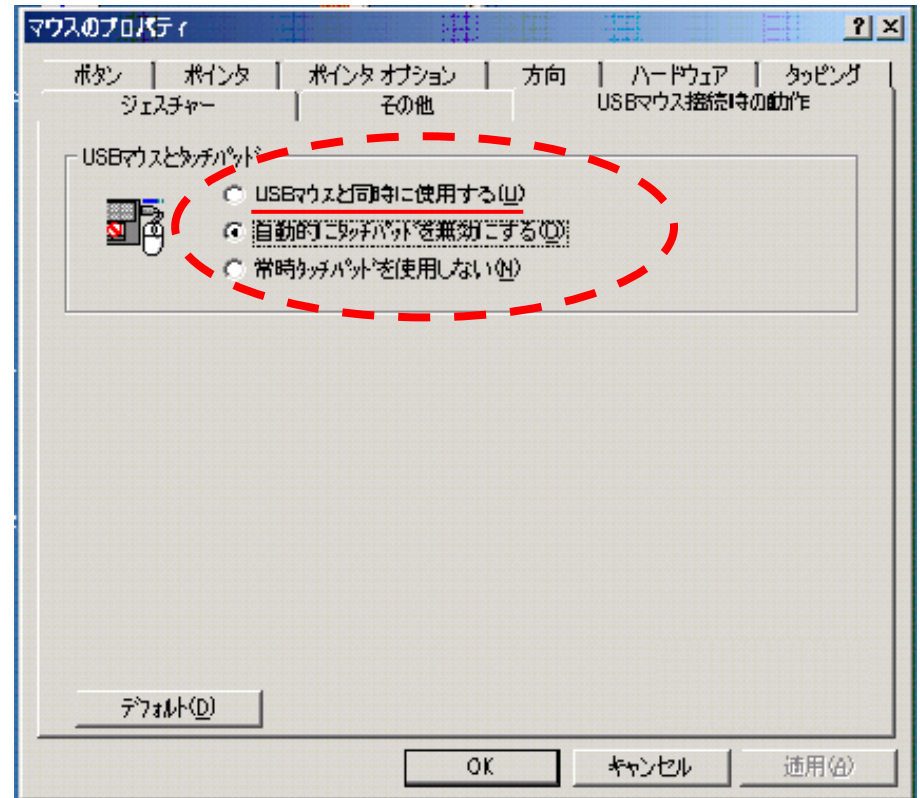 マウスのプロパティ
ボタン ポインタ ポインタ オプション 方向 ハードウェア タッピング
ジェスチャー その他 USBマウス接続時の動作
USBマウスとタッチパッド
USBマウスと同時に使用する(U)
自動的にタッチパッドを無効にする(O)
常時タッチパッドを使用しない(N)
デフォルト(D)
OK キャンセル 適用(A)